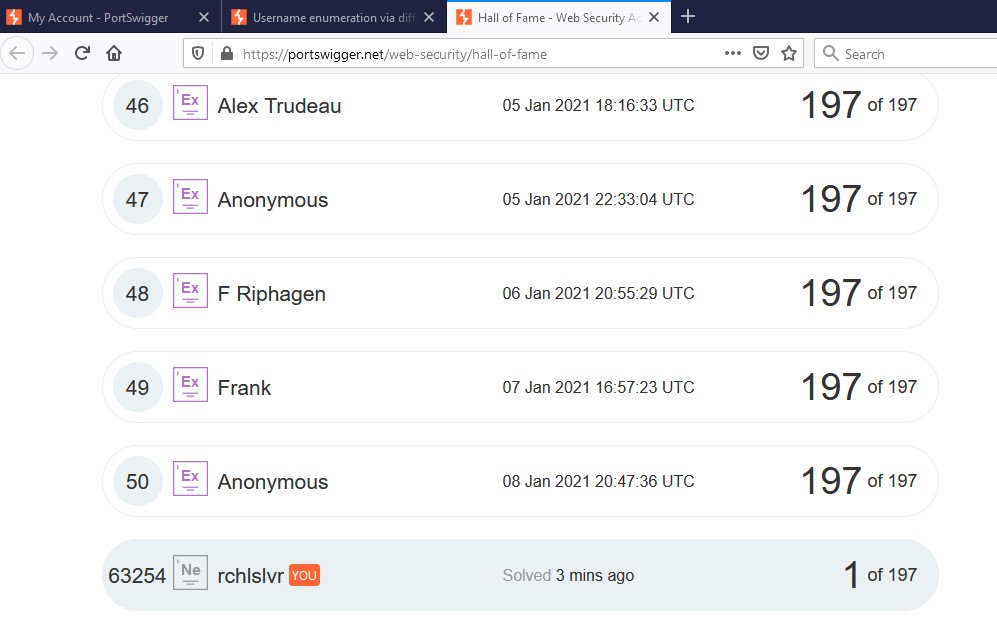 My Account - PortSwigger
Username enumeration via diff
Hall of Fame - Web Security Ac
https://portswigger.net/web-security/hall-of-fame
Search
46 'Ex Alex Trudeau 05 Jan 2021 18:16:33 UTC 197 of 197
47 'Ex Anonymous 05 Jan 2021 22:33:04 UTC 197 of 197
48 'Ex F Riphagen 06 Jan 2021 20:55:29 UTC 197 of 197
49 'Ex Frank 07 Jan 2021 16:57:23 UTC 197 of 197
50 'Ex Anonymous 08 Jan 2021 20:47:36 UTC 197 of 197
63254 'Ne rchlslvr YOU Solved 3 mins ago 1 of 197